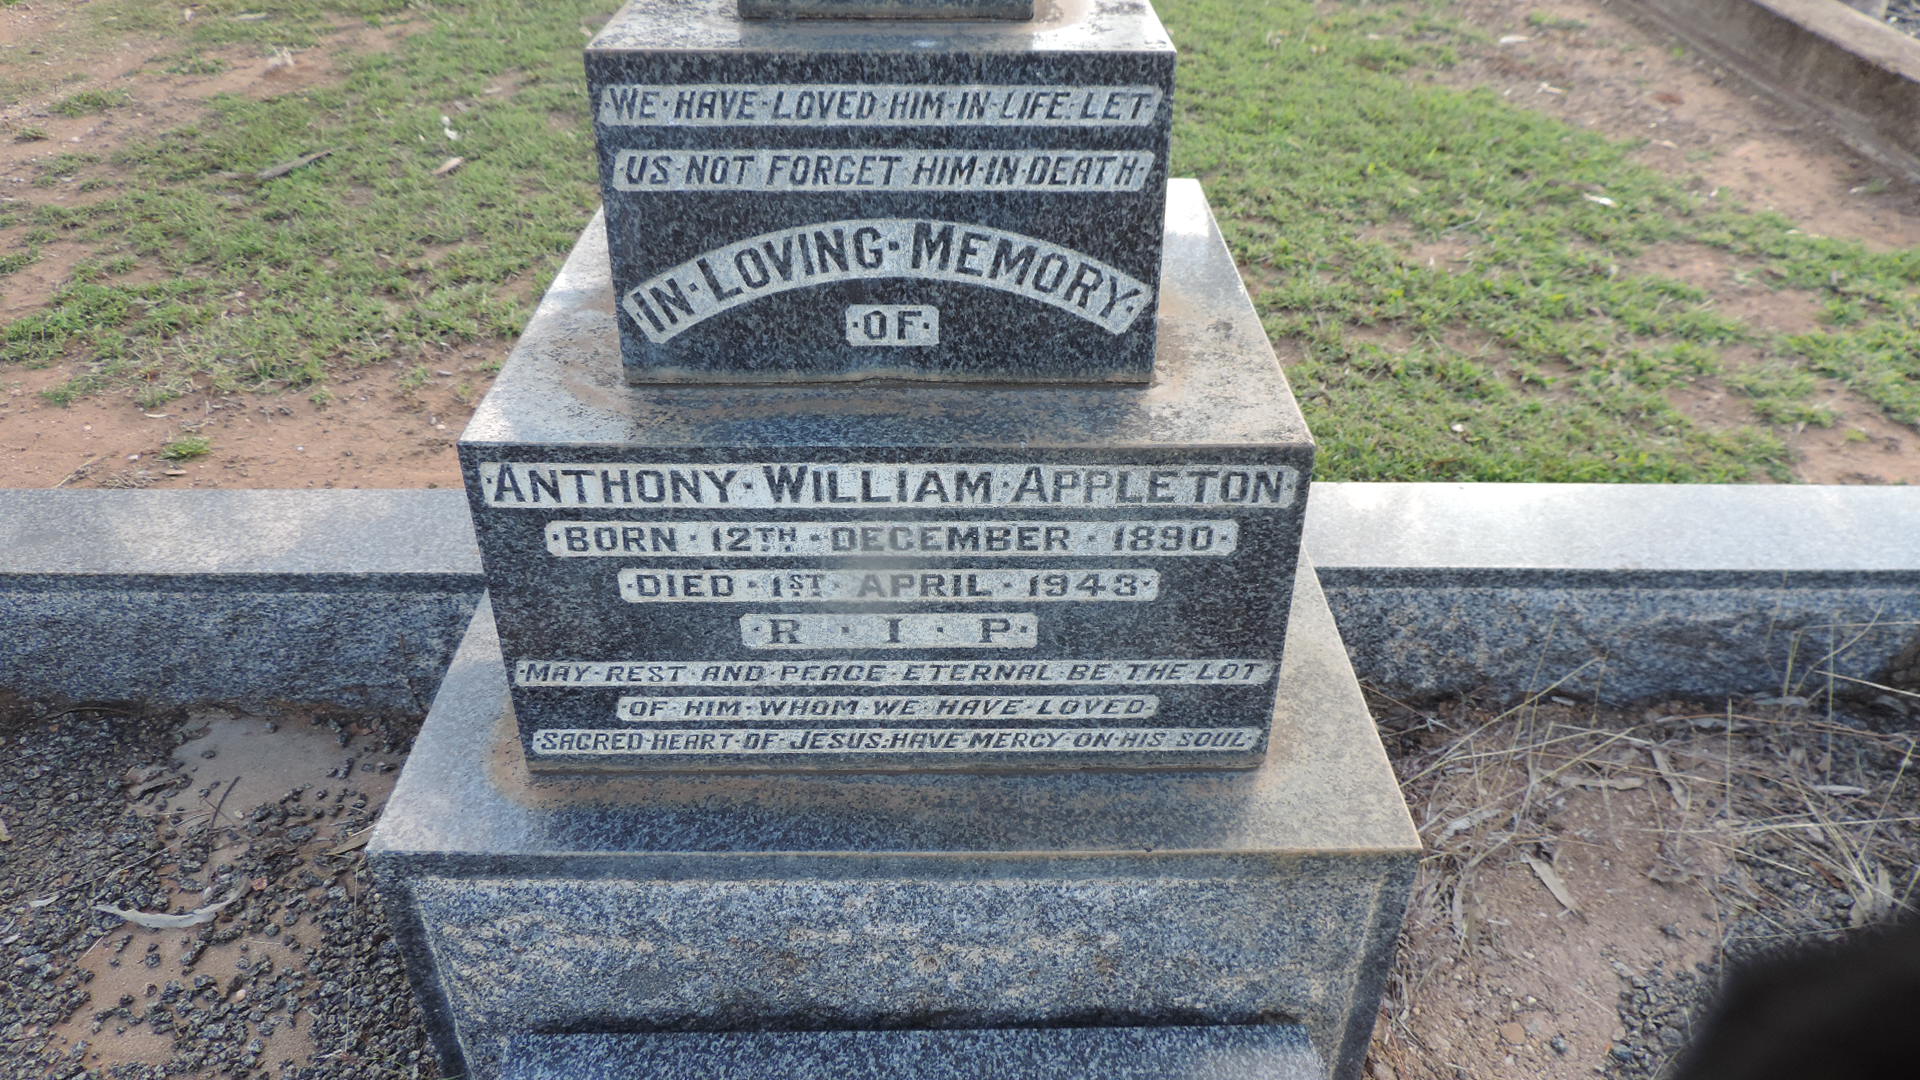 WE·HAVE·LOVED·HIM·IN·LIFE·LET
US·NOT FORGET HIM·IN·DEATH·
·IN·LOVING·MEMORY·
·OF·
·ANTHONY·WILLIAM·APPLETON·
·BORN·12TH·DECEMBER·1890·
·DIED·1ST·APRIL·1943·
·R·I·P·
·MAY·REST·AND·PEACE·ETERNAL·BE·THE·LOT
OF·HIM·WHOM·WE·HAVE·LOVED·
·SACRED·HEART·OF·JESUS:HAVE·MERCY·ON·HIS·SOUL·